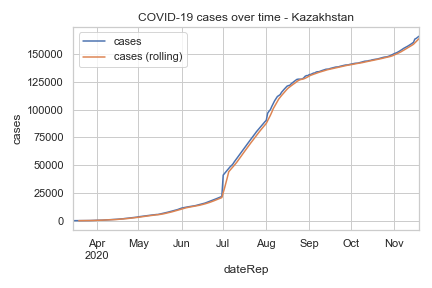 COVID-19 cases over time - Kazakhstan
cases
cases (rolling)
150000
125000
100000
75000
50000
25000
0
cases
Apr May Jun Jul Aug Sep Oct Nov
2020
dateRep